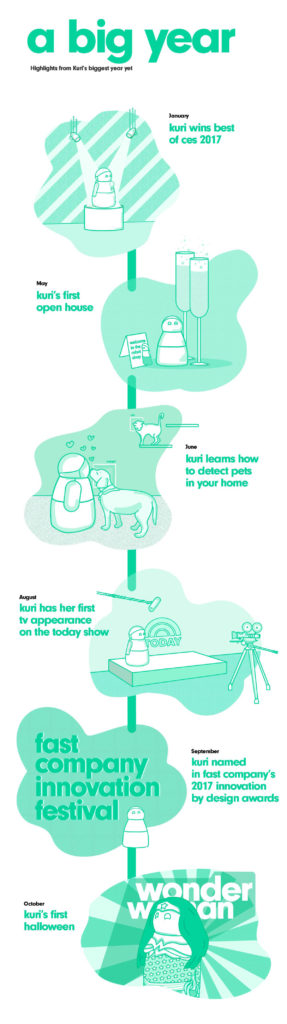 a big year
Highlights from Kuri's biggest year yet
January
kuri wins best
of ces 2017
May
kuri's first
open house
welcome
to the
robot
shop
June
kuri learns how
to detect pets
in your home
August
kuri has her first
tv appearance
on the today show
TODAY
fast
company
innovation
festival
September
kuri named
in fast company's
2017 innovation
by design awards
October
kuri's first
halloween
wonder
woman